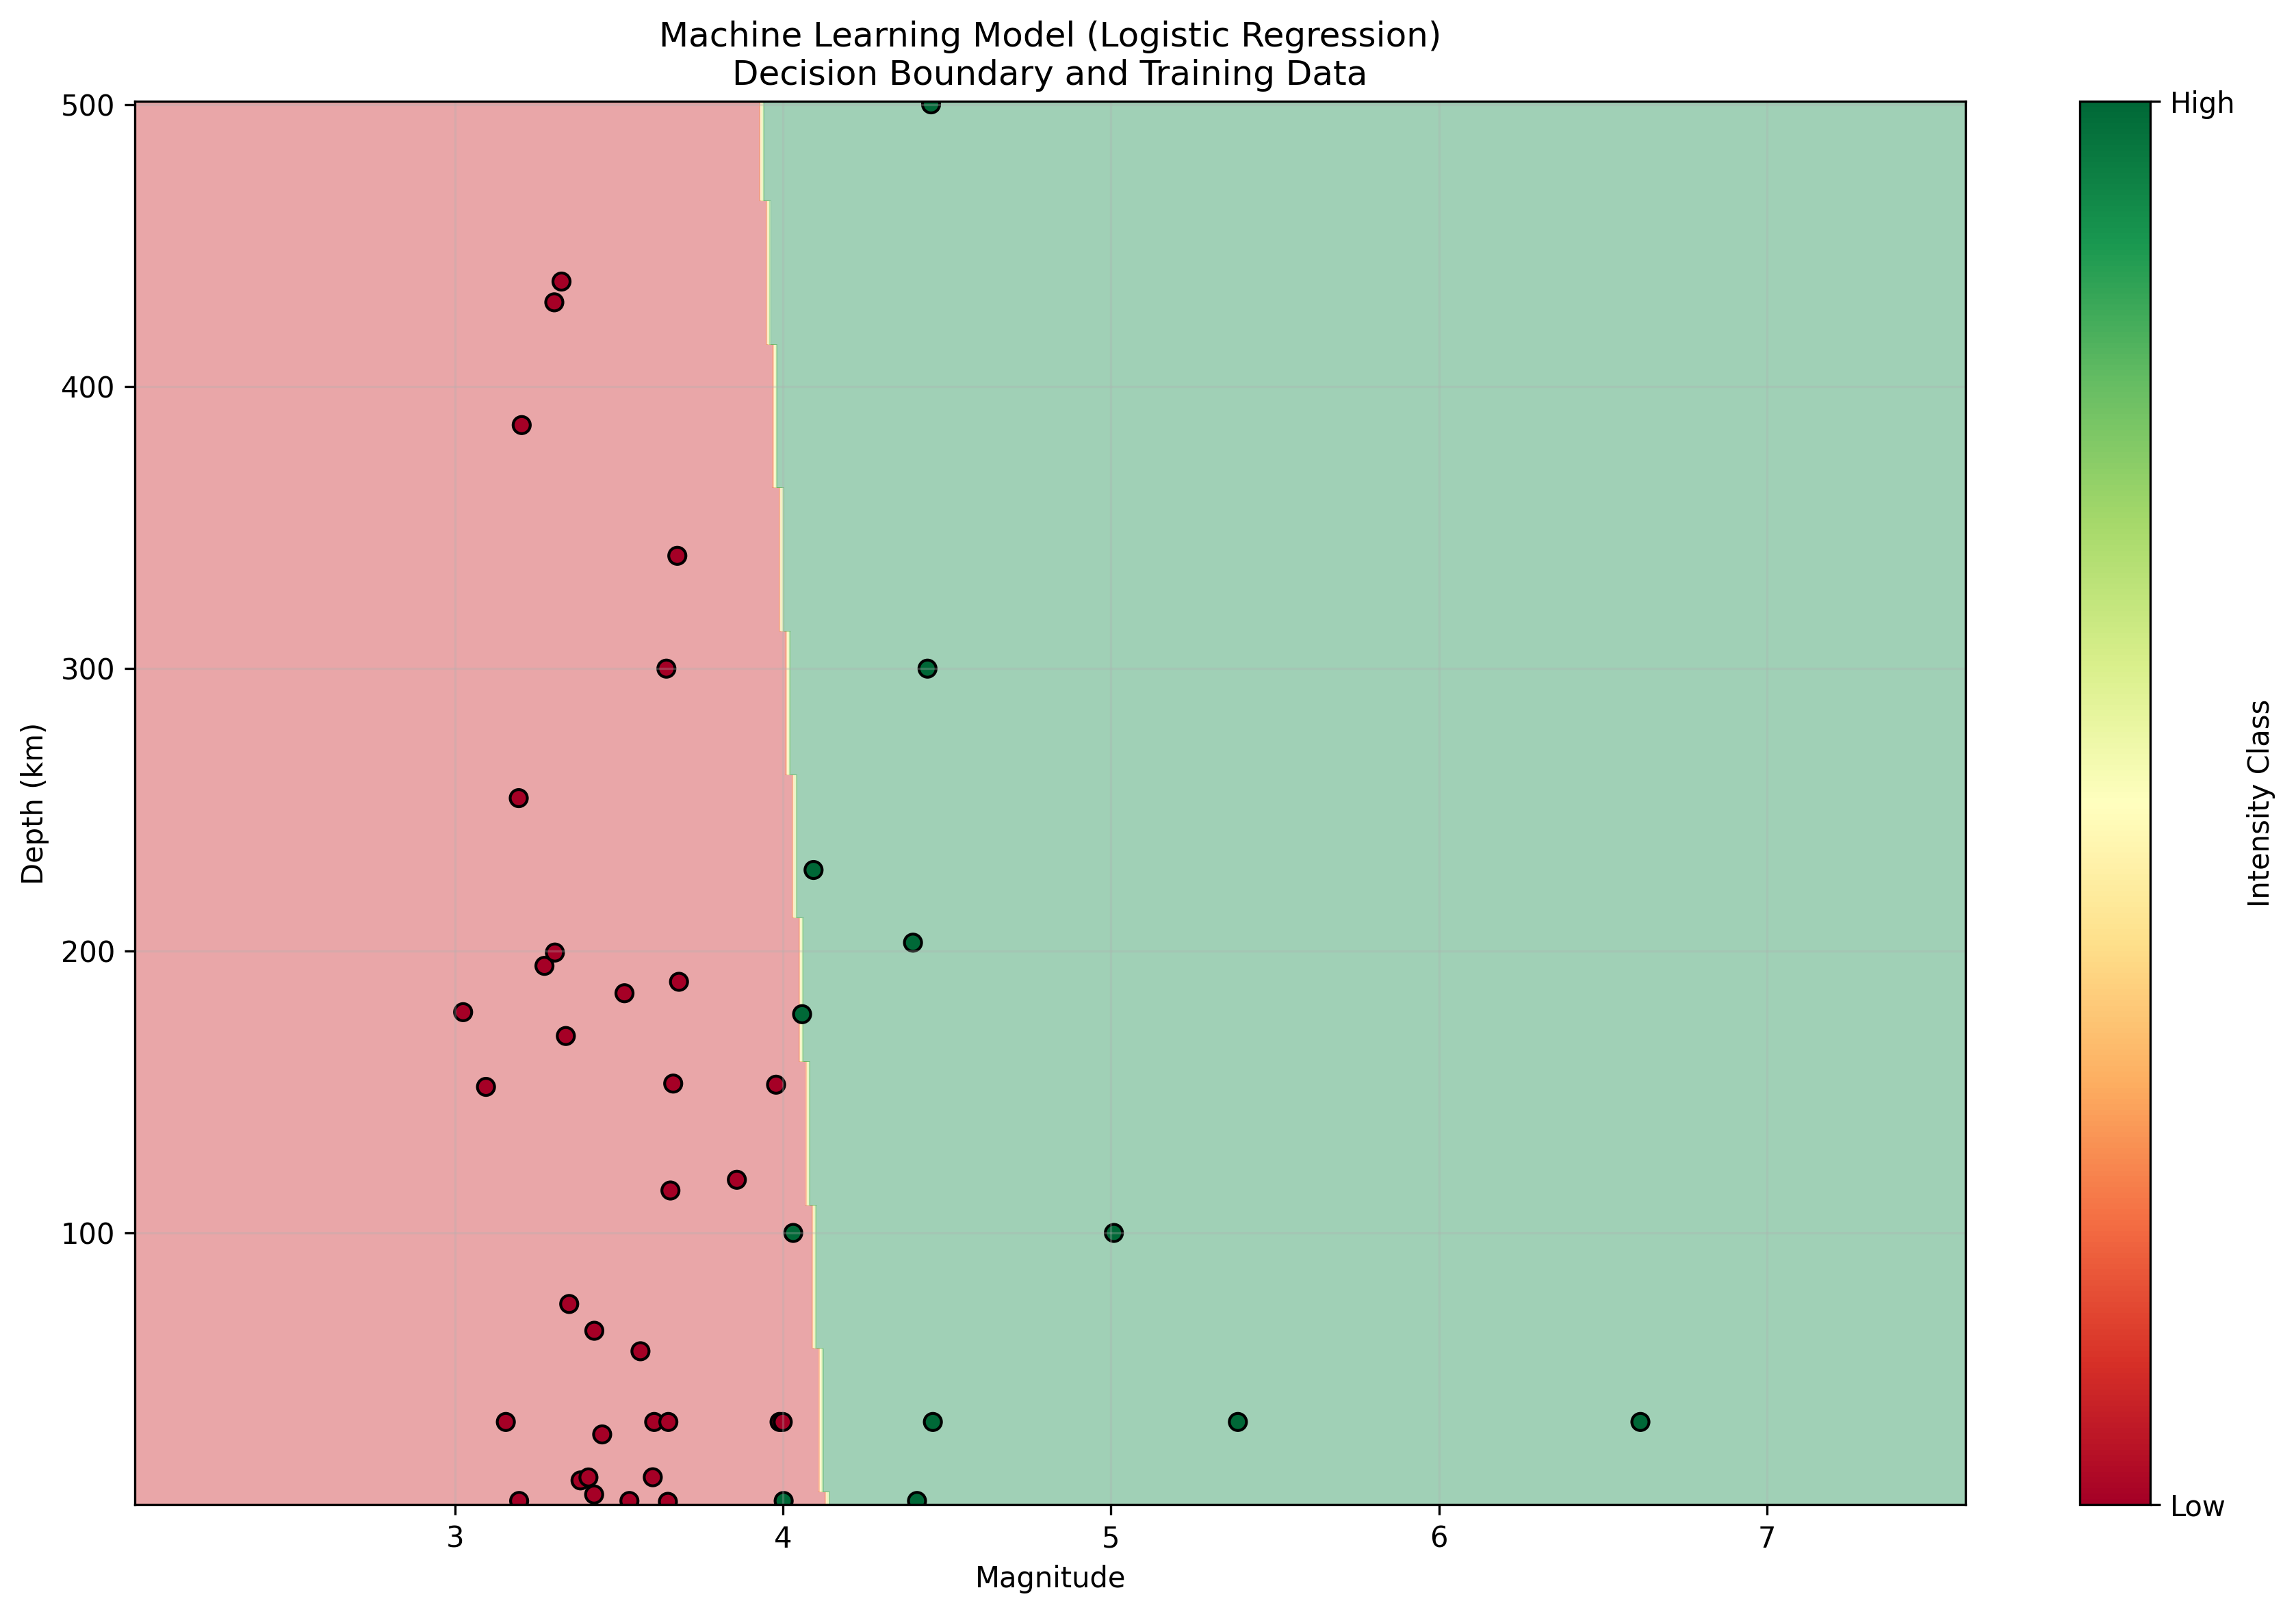 Machine Learning Model (Logistic Regression)
Decision Boundary and Training Data
500
400
300
200
100
Depth (km)
3
4
5
6
7
Magnitude
High
Low
Intensity Class